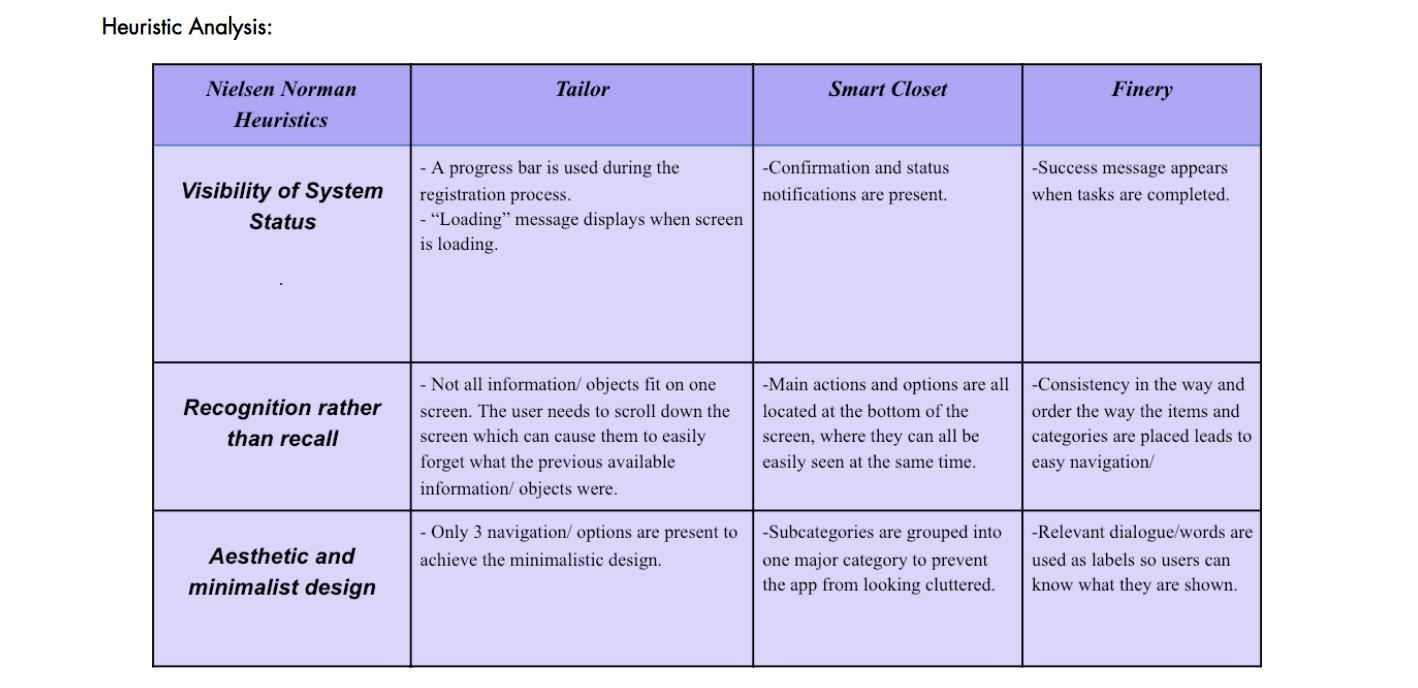 Heuristic Analysis:
Nielsen Norman
Heuristics
Tailor
Smart Closet
Finery
Visibility of System
Status
.
- A progress bar is used during the
registration process.
- “Loading” message displays when screen
is loading.
-Confirmation and status
notifications are present.
-Success message appears
when tasks are completed.
Recognition rather
than recall
- Not all information/ objects fit on one
screen. The user needs to scroll down the
screen which can cause them to easily
forget what the previous available
information/ objects were.
-Main actions and options are all
located at the bottom of the
screen, where they can all be
easily seen at the same time.
-Consistency in the way and
order the way the items and
categories are placed leads to
easy navigation/
Aesthetic and
minimalist design
- Only 3 navigation/ options are present to
achieve the minimalistic design.
-Subcategories are grouped into
one major category to prevent
the app from looking cluttered.
-Relevant dialogue/words are
used as labels so users can
know what they are shown.